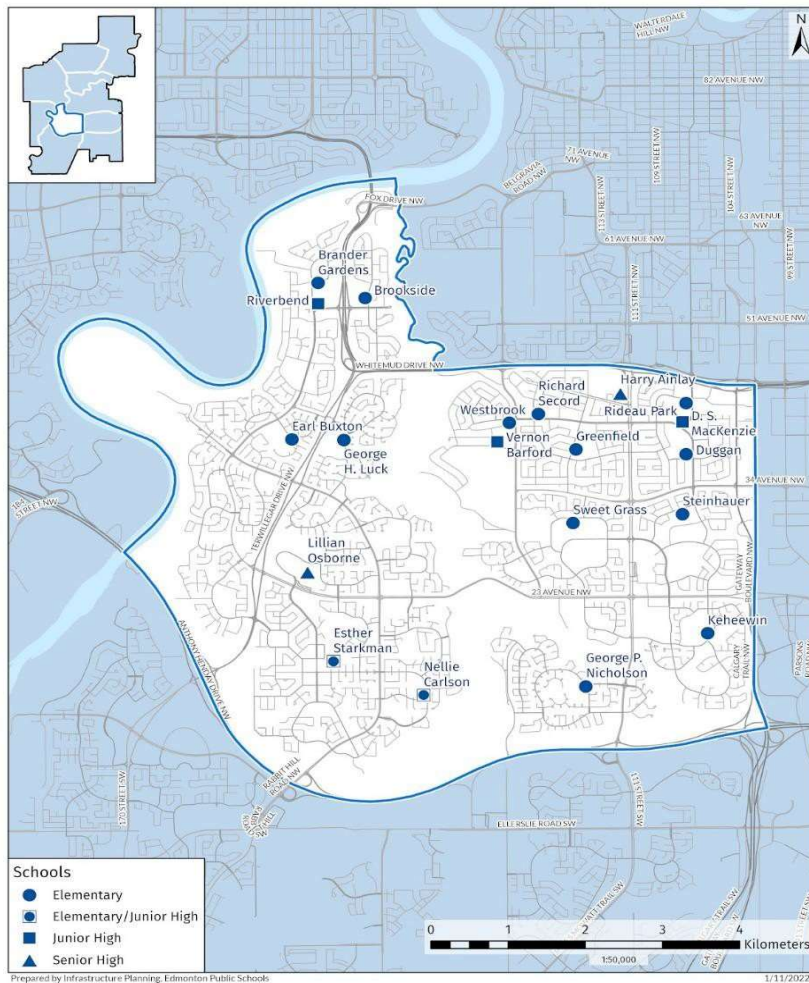 N
WALTERDALE
HILL NW
82 AVENUE NW
71 AVENUE
NW
BELGRAVIA
ROAD NW
109 STREET NW
104 STREET NW
113 STREET NW
63 AVENUE
NW
61 AVENUE NW
99 STREET NW
111 STREET NW
FOX DRIVE NW
Brander
Gardens
Brookside
Riverbend
51 AVENUE NW
WHITEMUD DRIVE NW
Harry Ainlay
Richard
Secord
Rideau Park
Westbrook
D. S.
MacKenzie
Earl Buxton
Vernon
Barford
Greenfield
George
H. Luck
Duggan
34 AVENUE NW
184
STREET NW
TERWILLEGAR DRIVE NW
Sweet Grass
Steinhauer
Lillian
Osborne
GATEWAY
BOULEVARD NW
23 AVENUE NW
Keheewin
ANTHONY HENDAY DRIVE NW
Esther
Starkman
Nellie
Carlson
George P.
Nicholson
CALGARY
TRAIL NW
PARSONS
ROAD NW
RABBIT HILL
ROAD NW
RABBIT HILL
ROAD SW
170 STREET SW
111 STREET SW
ELLERSLIE ROAD SW
Schools
Elementary
Elementary/Junior High
Junior High
Senior High
0 1 2 3 4
Kilometers
1:50,000
Prepared by Infrastructure Planning, Edmonton Public Schools
1/11/2022